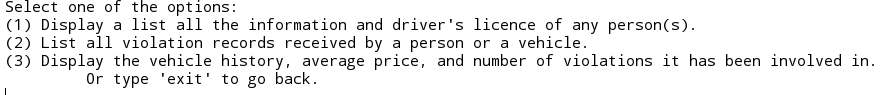 Select one of the options:
(1) Display a list all the information and driver's licence of any person(s).
(2) List all violation records received by a person or a vehicle.
(3) Display the vehicle history, average price, and number of violations it has been involved in.
Or type 'exit' to go back.